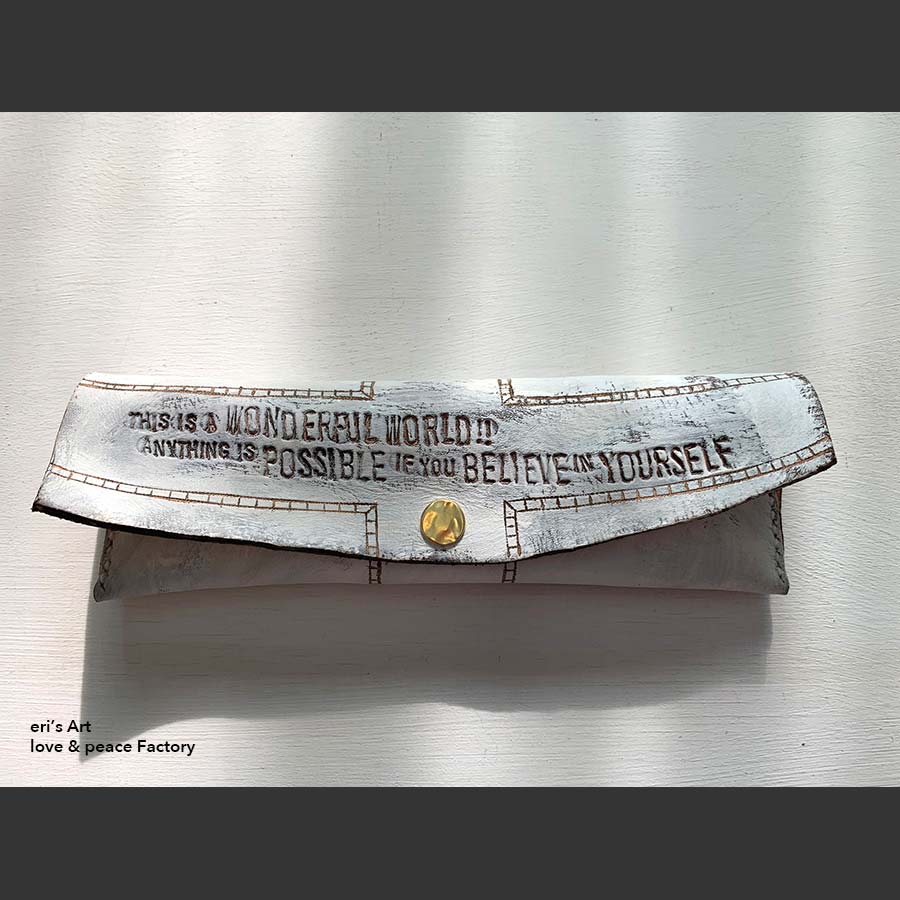 THIS IS A WONDERFUL WORLD!!
ANYTHING IS POSSIBLE IF YOU BELIEVE IN YOURSELF
eri's Art
love & peace Factory